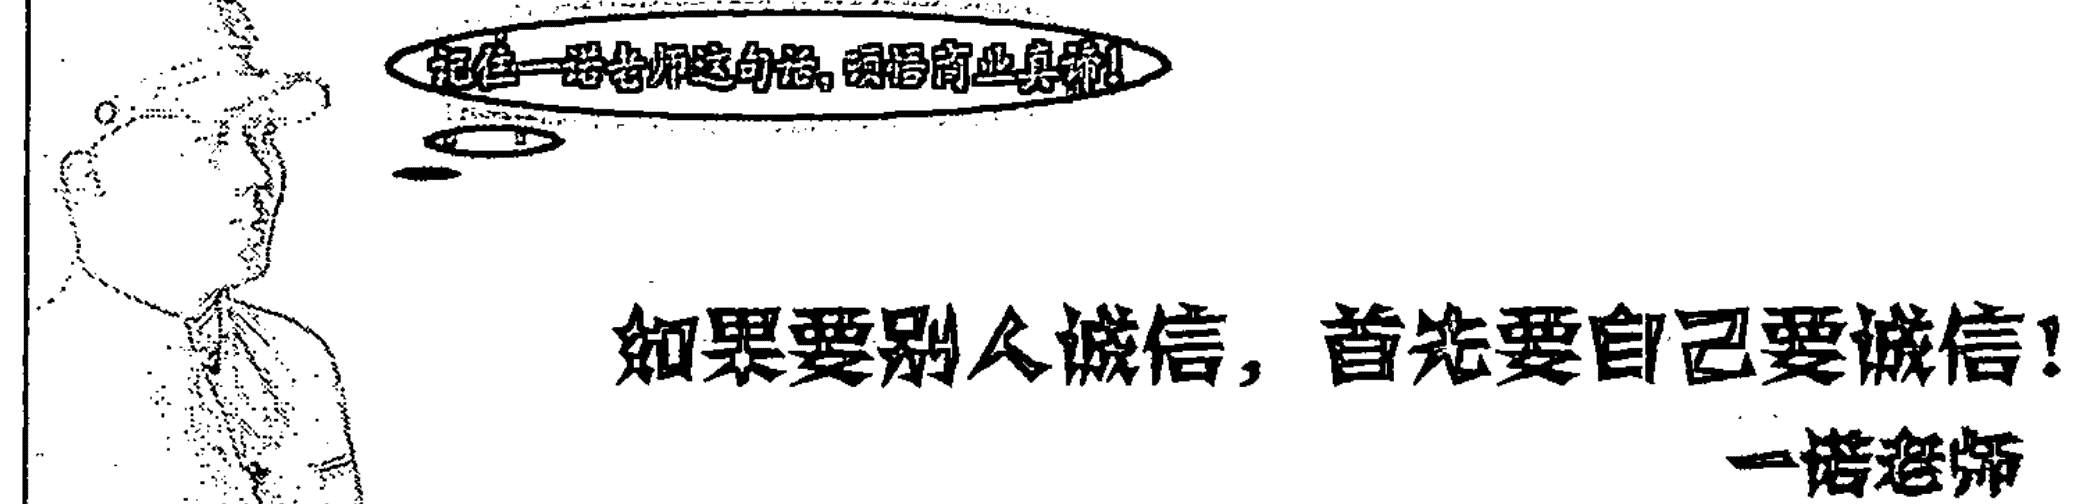 记住一诺老师这句话，领悟商业真谛！
如果要别人诚信，首先要自己要诚信！
一诺老师